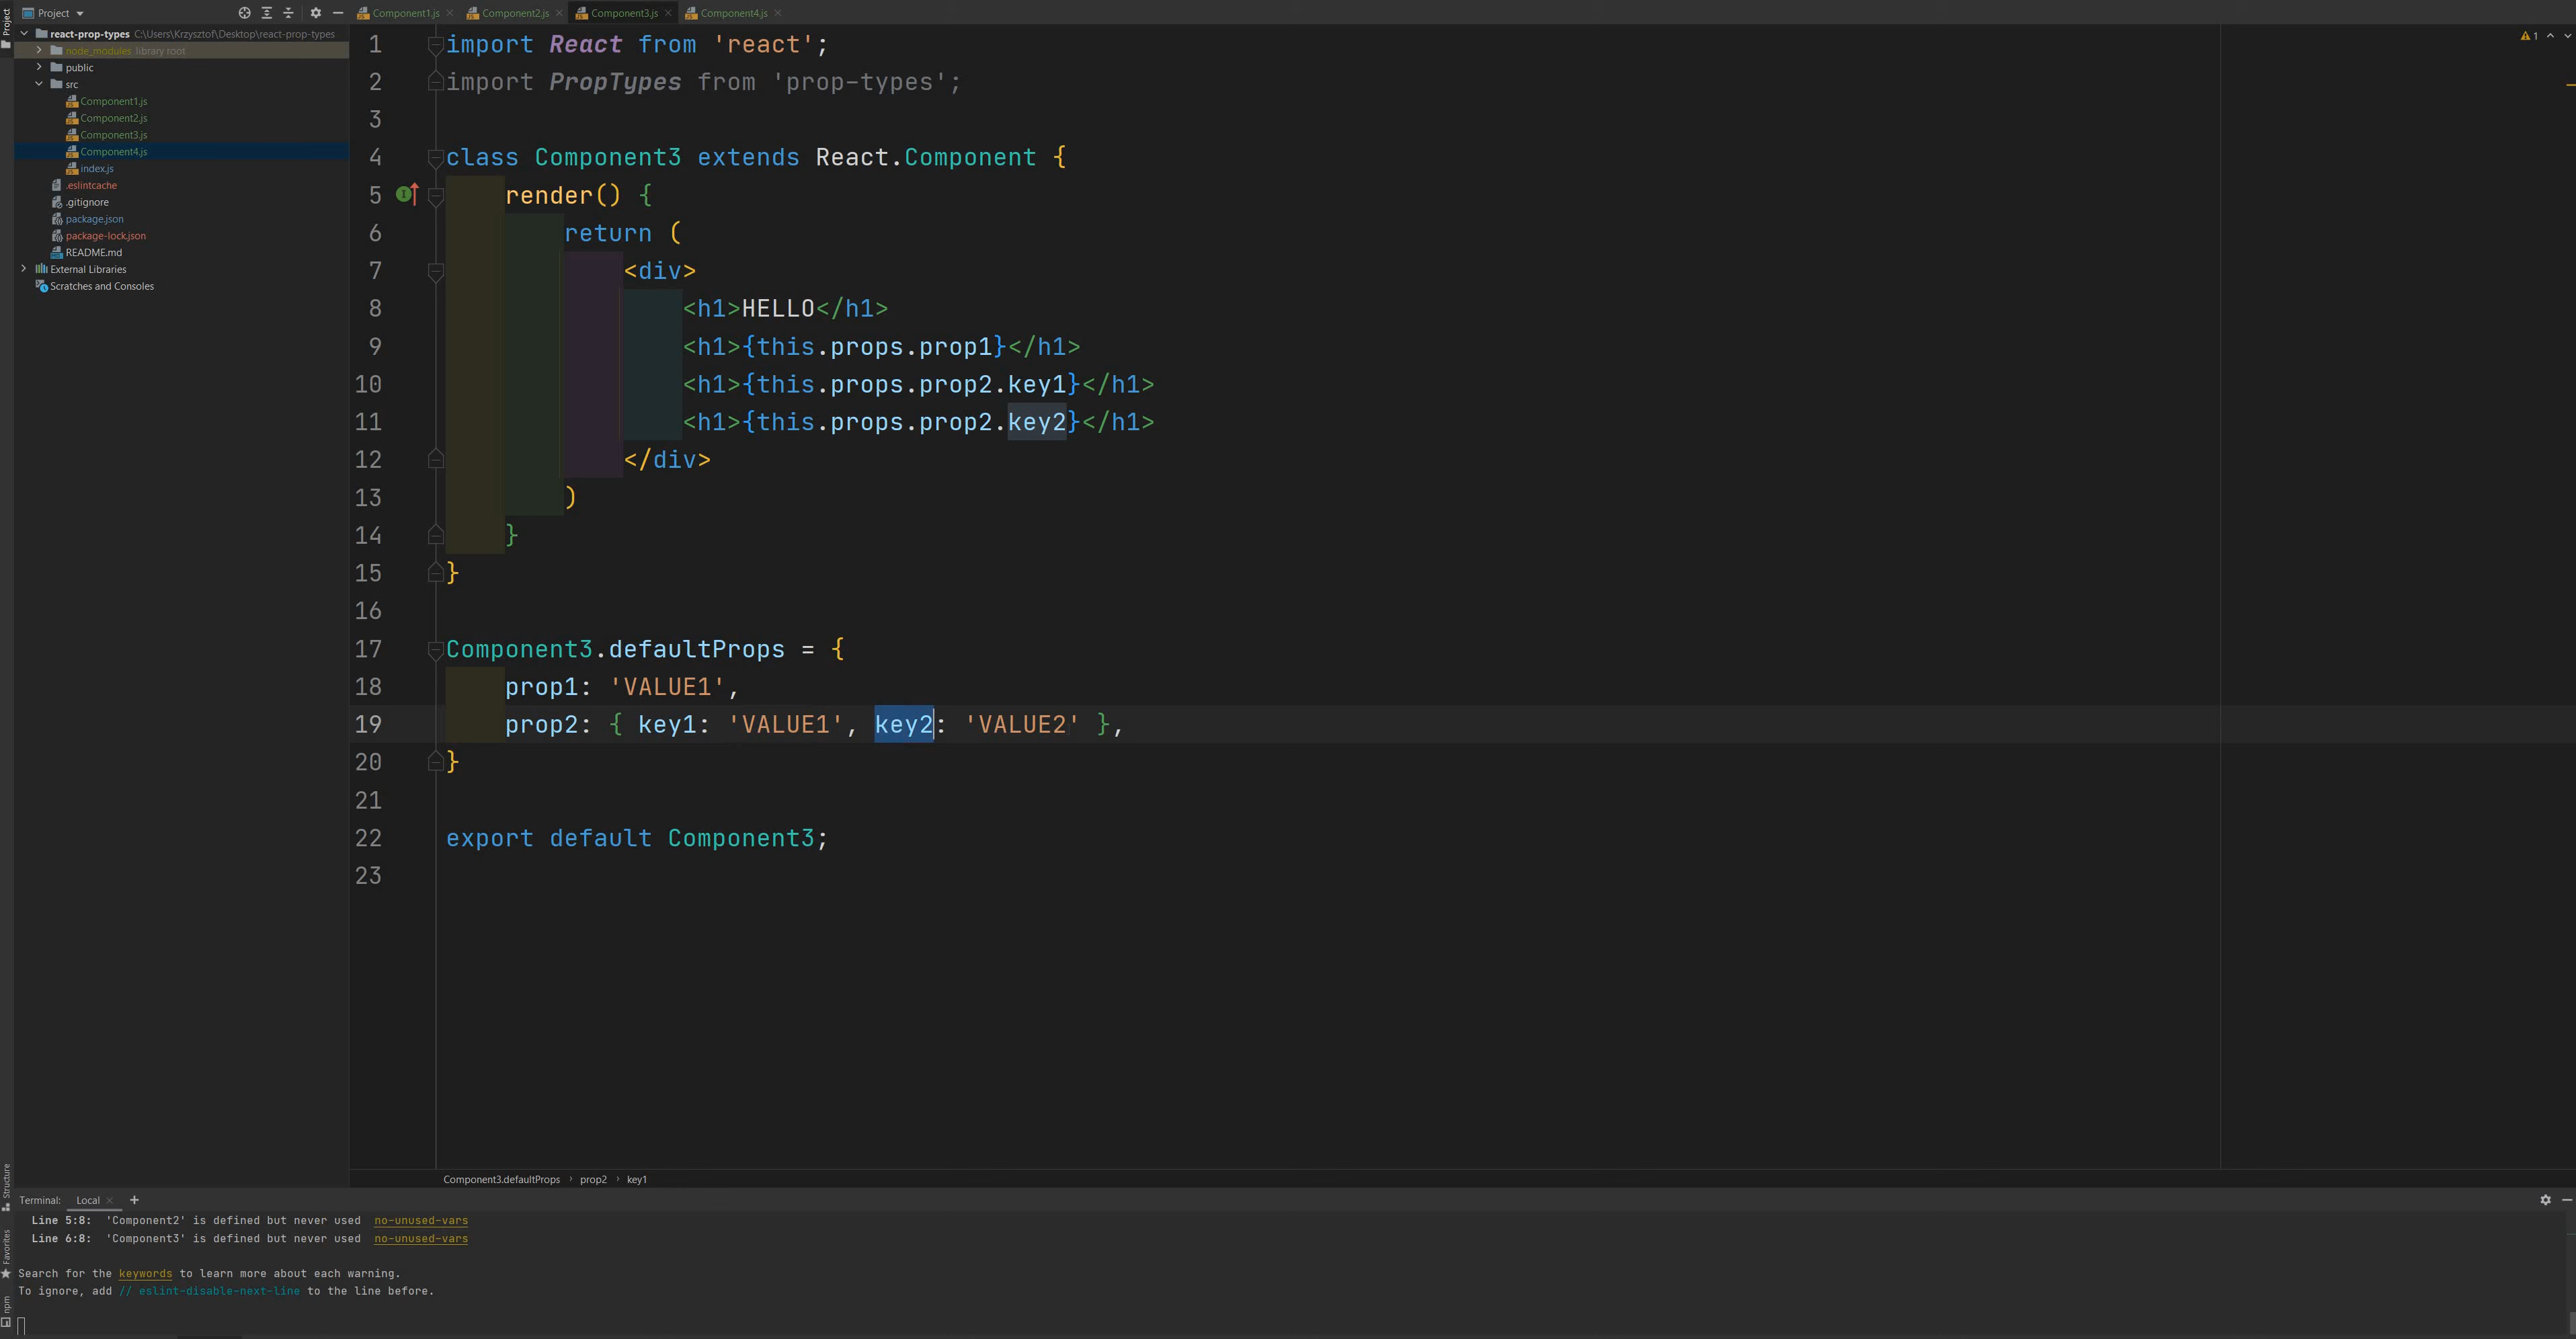 Project
Component1.js
Component2.js
Component3.js
Component4.js
Project
react-prop-types C:\Users\Krzysztof\Desktop\react-prop-types
node_modules library root
public
src
Component1.js
Component2.js
Component3.js
Component4.js
index.js
.eslintcache
.gitignore
package.json
package-lock.json
README.md
External Libraries
Scratches and Consoles
1 import React from 'react';
2 import PropTypes from 'prop-types';
3
4 class Component3 extends React.Component {
5 render() {
6 return (
7 <div>
8 <h1>HELLO</h1>
9 <h1>{this.props.prop1}</h1>
10 <h1>{this.props.prop2.key1}</h1>
11 <h1>{this.props.prop2.key2}</h1>
12 </div>
13 )
14 }
15 }
16
17 Component3.defaultProps = {
18 prop1: 'VALUE1',
19 prop2: { key1: 'VALUE1', key2: 'VALUE2' },
20 }
21
22 export default Component3;
23
1
Component3.defaultProps › prop2 › key1
Structure
Favorites
npm
Terminal: Local +
Line 5:8: 'Component2' is defined but never used no-unused-vars
Line 6:8: 'Component3' is defined but never used no-unused-vars
Search for the keywords to learn more about each warning.
To ignore, add // eslint-disable-next-line to the line before.